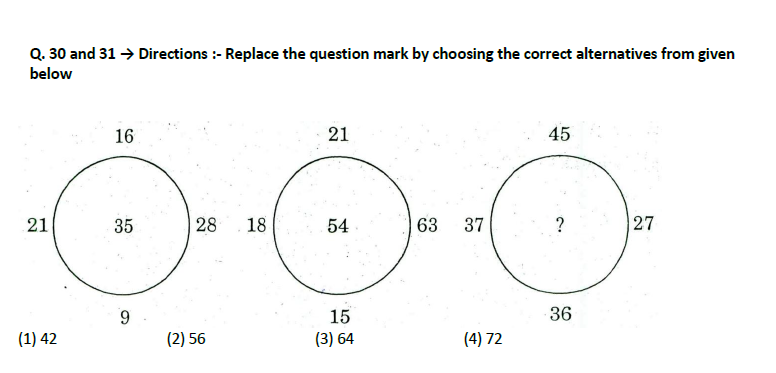 Q. 30 and 31 → Directions :- Replace the question mark by choosing the correct alternatives from given
below
16 21 45
21 35 28 18 54 63 37 ? 27
9 15 36
(1) 42 (2) 56 (3) 64 (4) 72